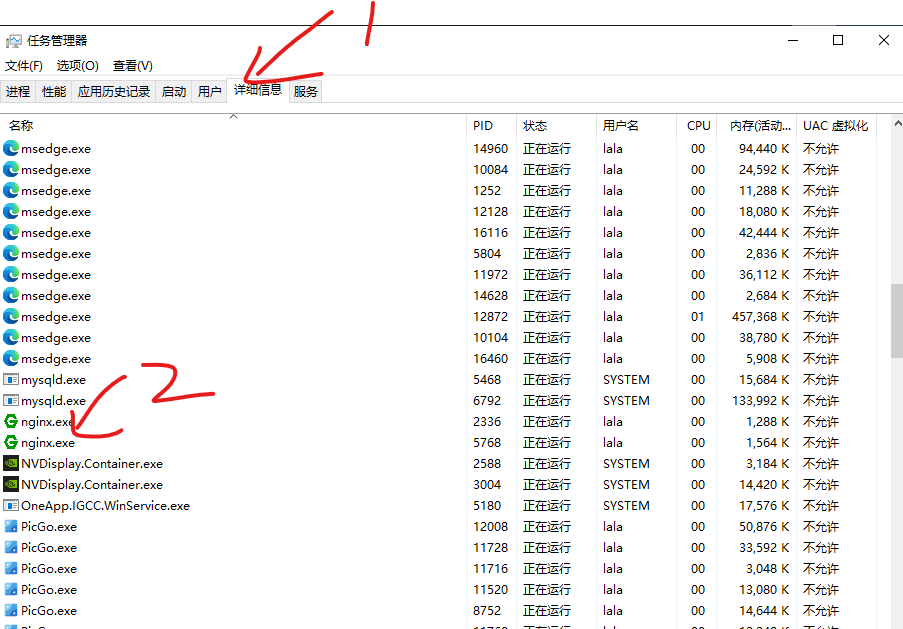 1
任务管理器
文件(F) 选项(O) 查看(V)
进程 性能 应用历史记录 启动 用户 详细信息 服务
名称 PID 状态 用户名 CPU 内存(活动... UAC 虚拟化
msedge.exe 14960 正在运行 lala 00 94,440 K 不允许
msedge.exe 10084 正在运行 lala 00 24,592 K 不允许
msedge.exe 1252 正在运行 lala 00 11,288 K 不允许
msedge.exe 12128 正在运行 lala 00 18,080 K 不允许
msedge.exe 16116 正在运行 lala 00 42,444 K 不允许
msedge.exe 5804 正在运行 lala 00 2,836 K 不允许
msedge.exe 11972 正在运行 lala 00 36,112 K 不允许
msedge.exe 14628 正在运行 lala 00 2,684 K 不允许
msedge.exe 12872 正在运行 lala 01 457,368 K 不允许
msedge.exe 10104 正在运行 lala 00 38,780 K 不允许
msedge.exe 16460 正在运行 lala 00 5,908 K 不允许
mysqld.exe 5468 正在运行 SYSTEM 00 15,684 K 不允许
2
mysqld.exe 6792 正在运行 SYSTEM 00 133,992 K 不允许
nginx.exe 2336 正在运行 lala 00 1,288 K 不允许
nginx.exe 5768 正在运行 lala 00 1,564 K 不允许
NVDisplay.Container.exe 2588 正在运行 SYSTEM 00 3,184 K 不允许
NVDisplay.Container.exe 3004 正在运行 SYSTEM 00 14,420 K 不允许
OneApp.IGCC.WinService.exe 5180 正在运行 SYSTEM 00 17,576 K 不允许
PicGo.exe 12008 正在运行 lala 00 50,876 K 不允许
PicGo.exe 11728 正在运行 lala 00 33,592 K 不允许
PicGo.exe 11716 正在运行 lala 00 3,048 K 不允许
PicGo.exe 11520 正在运行 lala 00 13,080 K 不允许
PicGo.exe 8752 正在运行 lala 00 14,644 K 不允许